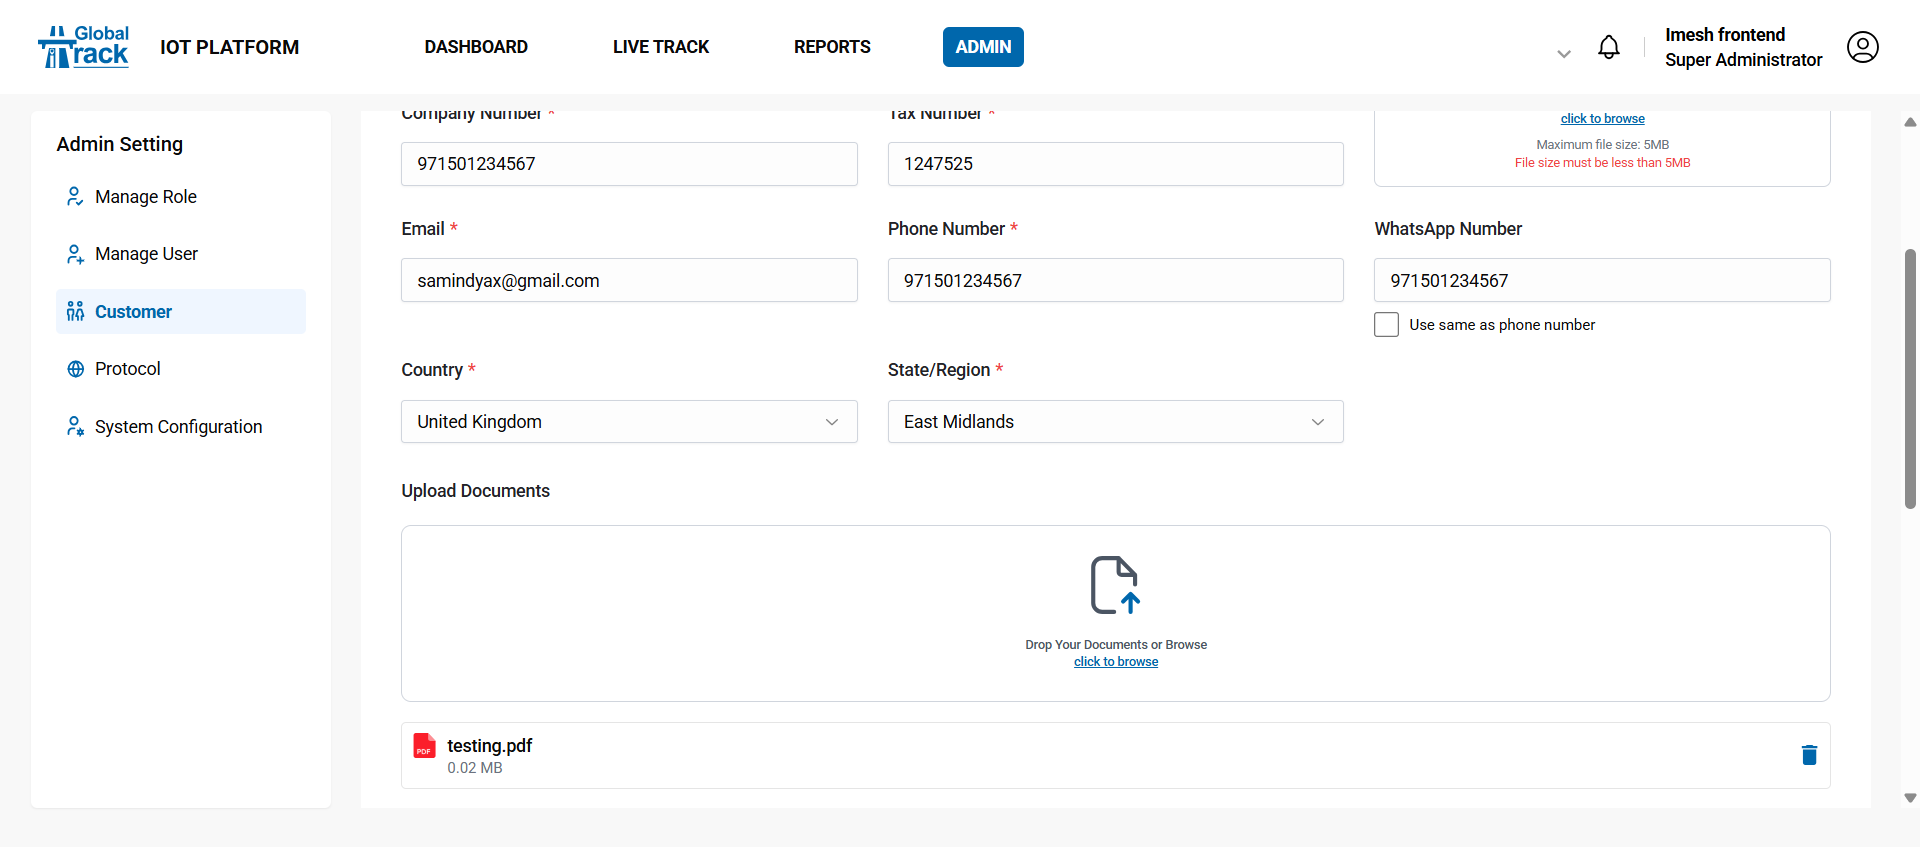 Global
Track
IOT PLATFORM
DASHBOARD
LIVE TRACK
REPORTS
ADMIN
Imesh frontend
Super Administrator
Admin Setting
Manage Role
Manage User
Customer
Protocol
System Configuration
Company Number *
Tax Number *
click to browse
971501234567
1247525
Maximum file size: 5MB
File size must be less than 5MB
Email *
Phone Number *
WhatsApp Number
samindyax@gmail.com
971501234567
971501234567
Use same as phone number
Country *
State/Region *
United Kingdom
East Midlands
Upload Documents
Drop Your Documents or Browse
click to browse
PDF
testing.pdf
0.02 MB